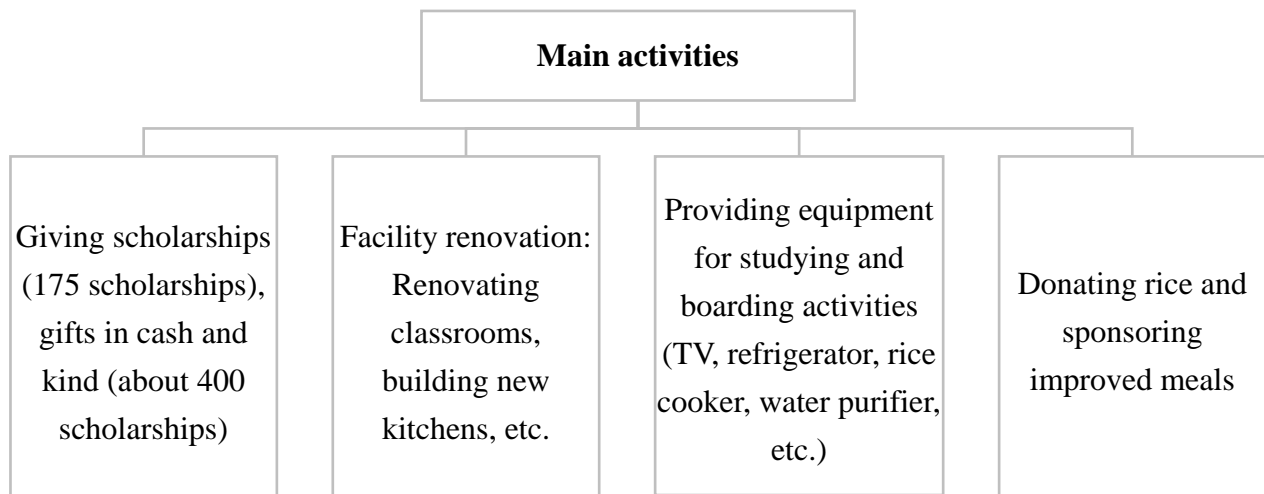 Main activities
Giving scholarships
(175 scholarships),
gifts in cash and
kind (about 400
scholarships)
Facility renovation:
Renovating
classrooms,
building new
kitchens, etc.
Providing equipment
for studying and
boarding activities
(TV, refrigerator, rice
cooker, water purifier,
etc.)
Donating rice and
sponsoring
improved meals